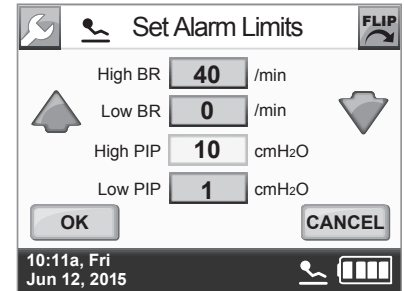 Set Alarm Limits
FLIP
High BR 40 /min
Low BR 0 /min
High PIP 10 cmH₂O
Low PIP 1 cmH₂O
OK CANCEL
10:11a, Fri
Jun 12, 2015